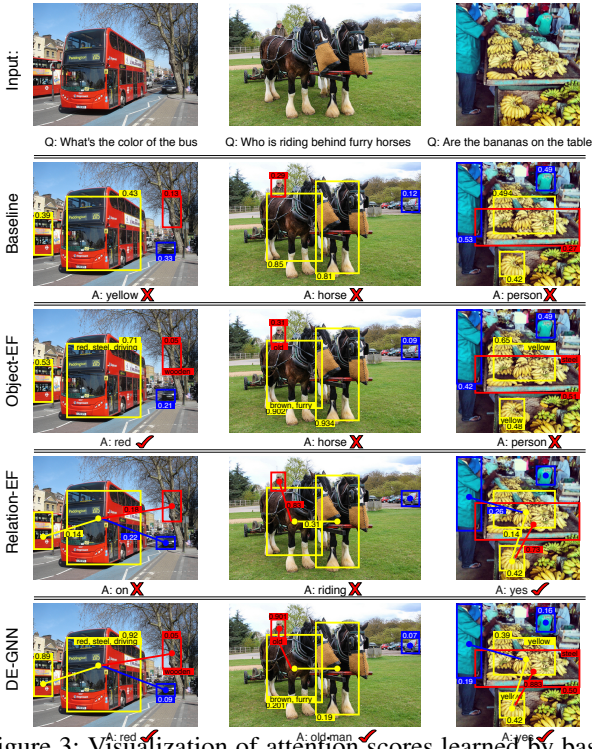 Input:
Q: What's the color of the bus
Q: Who is riding behind furry horses
Q: Are the bananas on the table
Baseline
0.39
0.43
0.33
0.85
0.81
0.12
0.494
0.49
0.53
0.42
A: yellow
A: horse
A: person
Object-EF
0.53
red, steel, driving
0.71
wooden
0.21
brown, furry
0.902
0.934
0.09
0.65
yellow
0.49
steel
0.42
yellow
0.48
A: red
A: horse
A: person
Relation-EF
0.14
0.22
0.31
0.26
0.14
0.42
A: on
A: riding
A: yes
DE-GNN
0.89
red, steel, driving
0.92
0.09
brown, furry
0.201
0.19
0.07
0.39
yellow
0.16
steel
0.19
0.42
A: red
A: old-man
A: yes
igure 3: Visualization of attention scores learned by bas